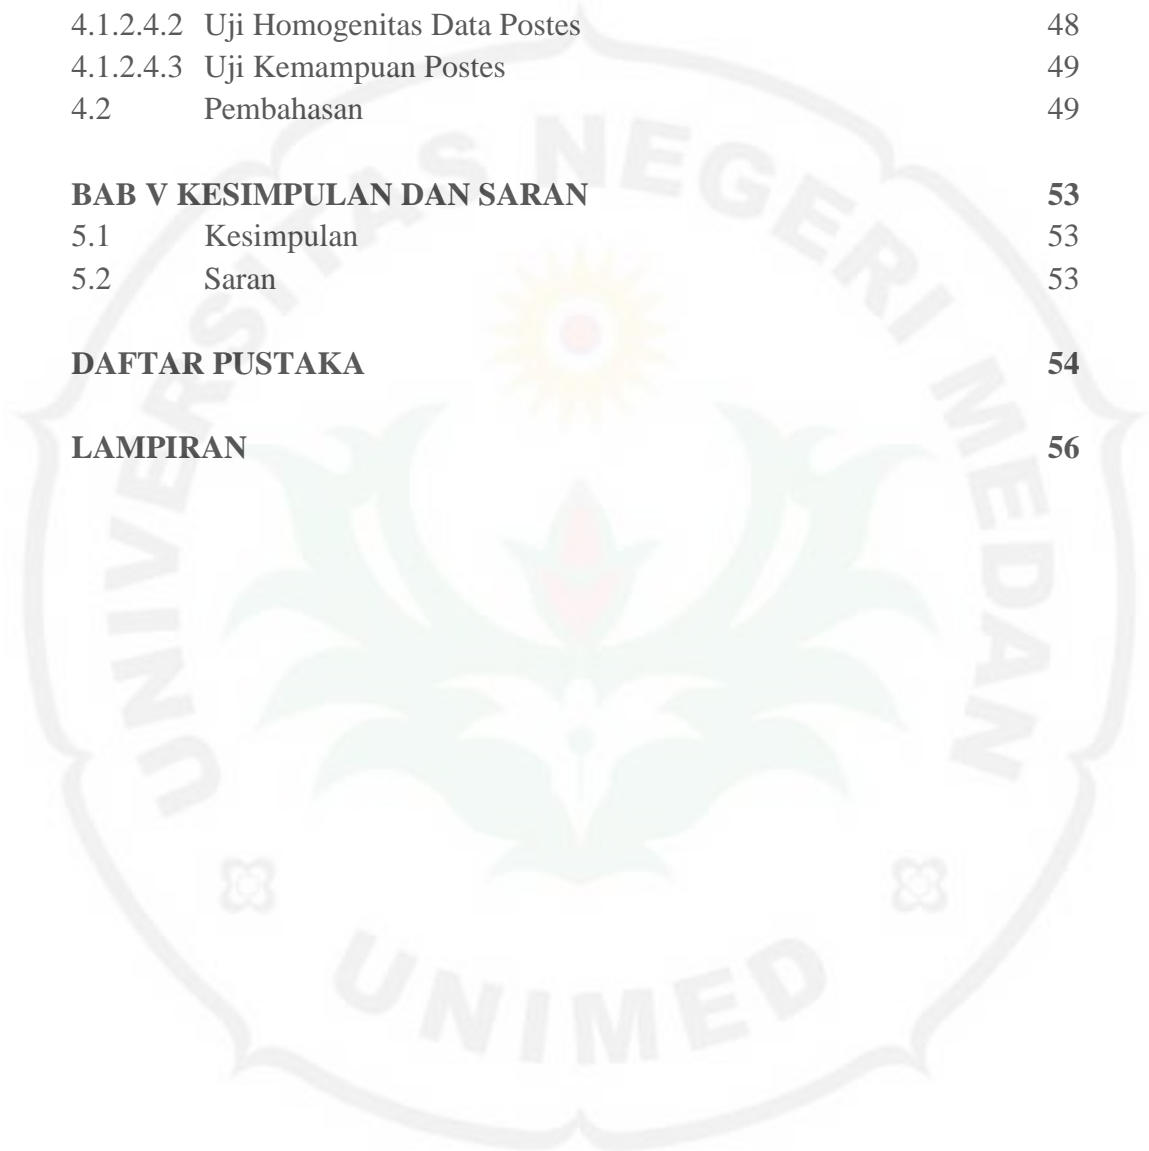 4.1.2.4.2 Uji Homogenitas Data Postes 48
4.1.2.4.3 Uji Kemampuan Postes 49
4.2 Pembahasan 49
BAB V KESIMPULAN DAN SARAN 53
5.1 Kesimpulan 53
5.2 Saran 53
DAFTAR PUSTAKA 54
LAMPIRAN 56
UNIVERSITAS NEGERI MEDAN
UNIMED